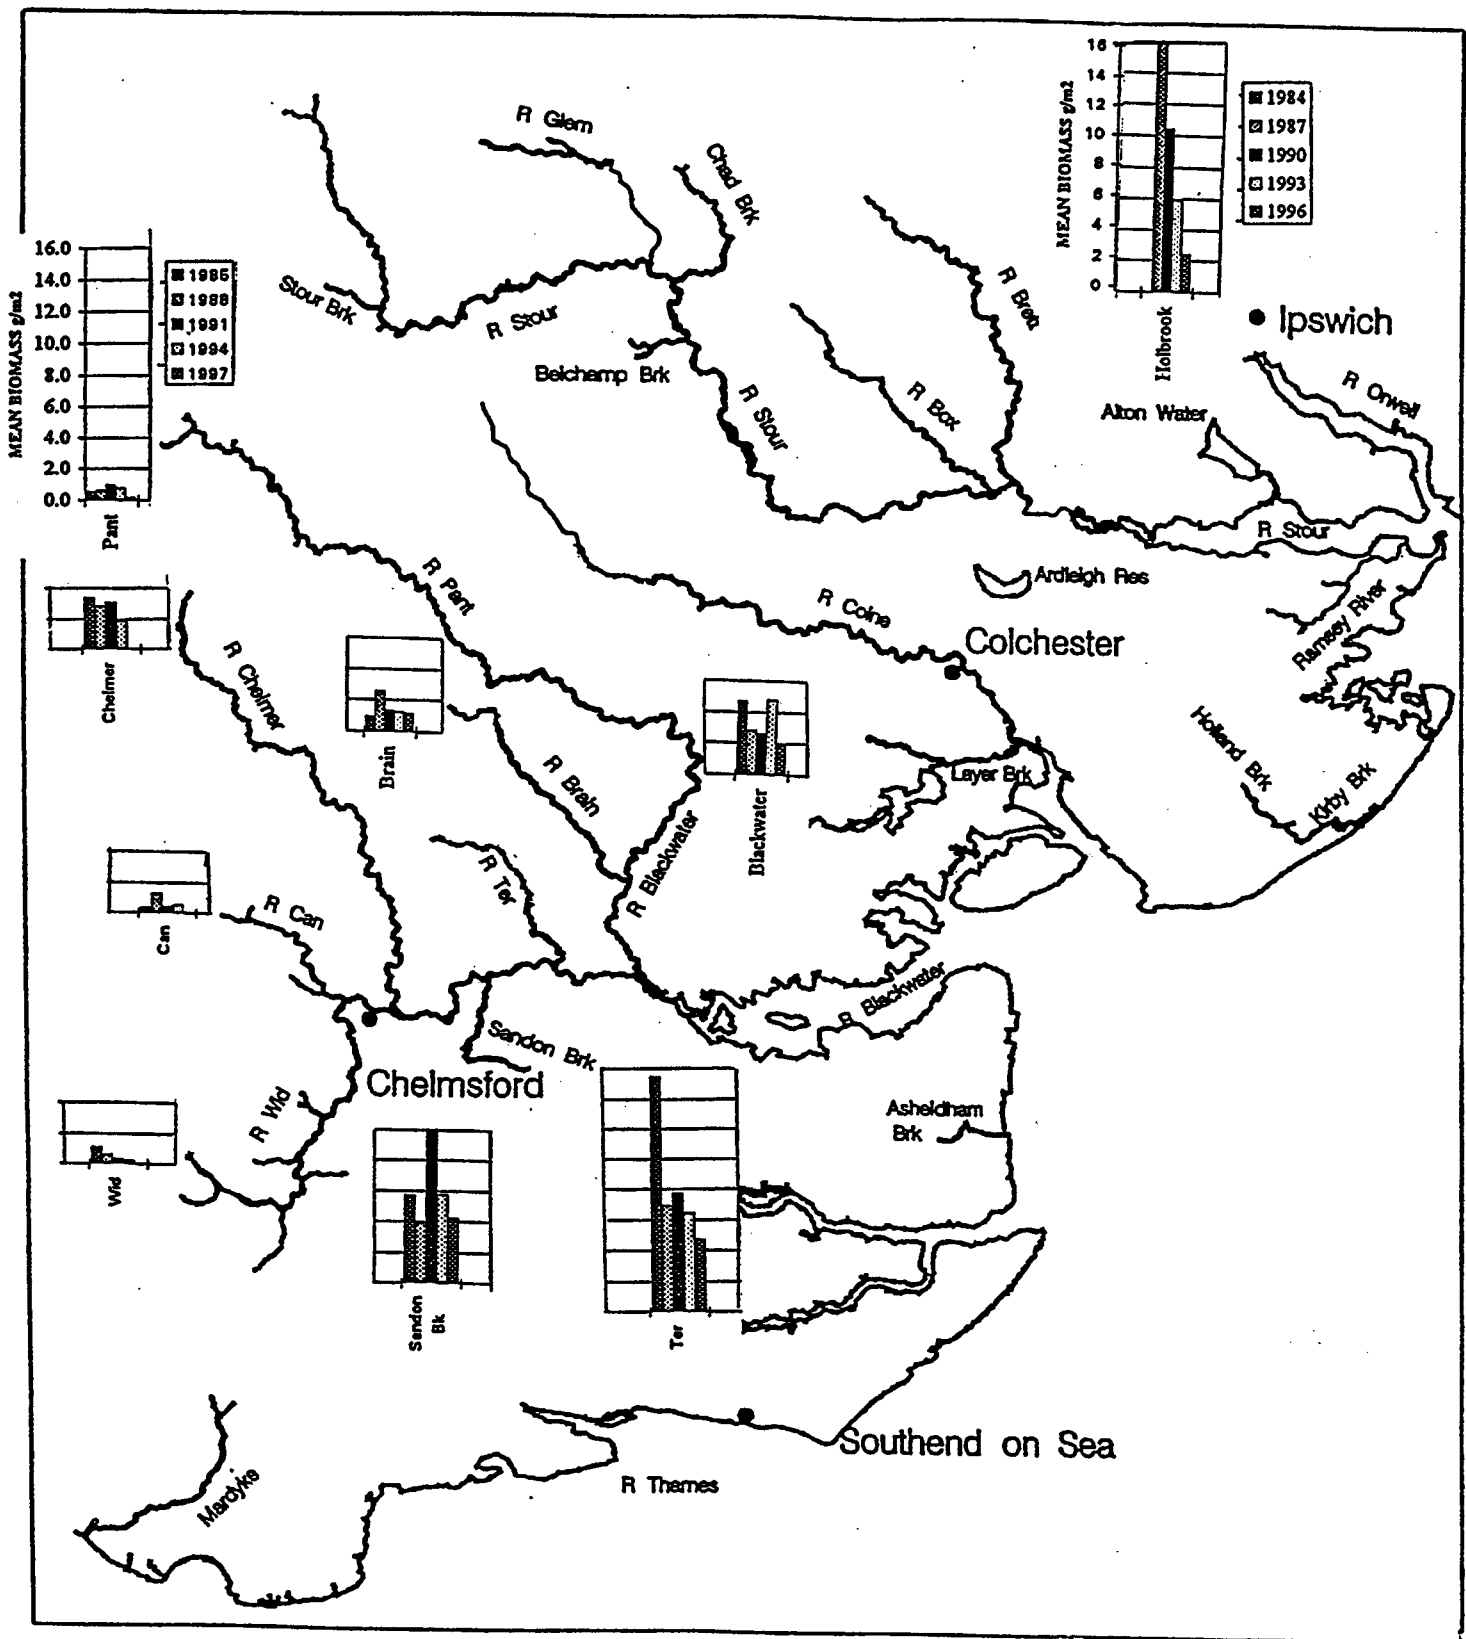 R Glem
Chad Brk
MEAN BIOMASS g/m2
16
14
12
10
8
6
4
2
0
Holbrook
1984
1987
1990
1993
1996
MEAN BIOMASS g/m2
16.0
14.0
12.0
10.0
8.0
6.0
4.0
2.0
0.0
Pant
1985
1988
1991
1994
1997
Stour Brk
R Stour
Belchamp Brk
R Stour
R Box
R Brett
Ipswich
R Orwell
Alton Water
R Stour
Ardleigh Res
R Pant
R Colne
Colchester
Ramsey River
Chelmer
R Chelmer
Brain
R Brain
Blackwater
R Blackwater
Layer Brk
Holland Brk
Kirby Brk
R Ter
Can
R Can
R Blackwater
Sandon Brk
Chelmsford
R Wid
Wid
Sandon
Bk
Ter
Asheldham
Brk
Southend on Sea
R Thames
Mardyke